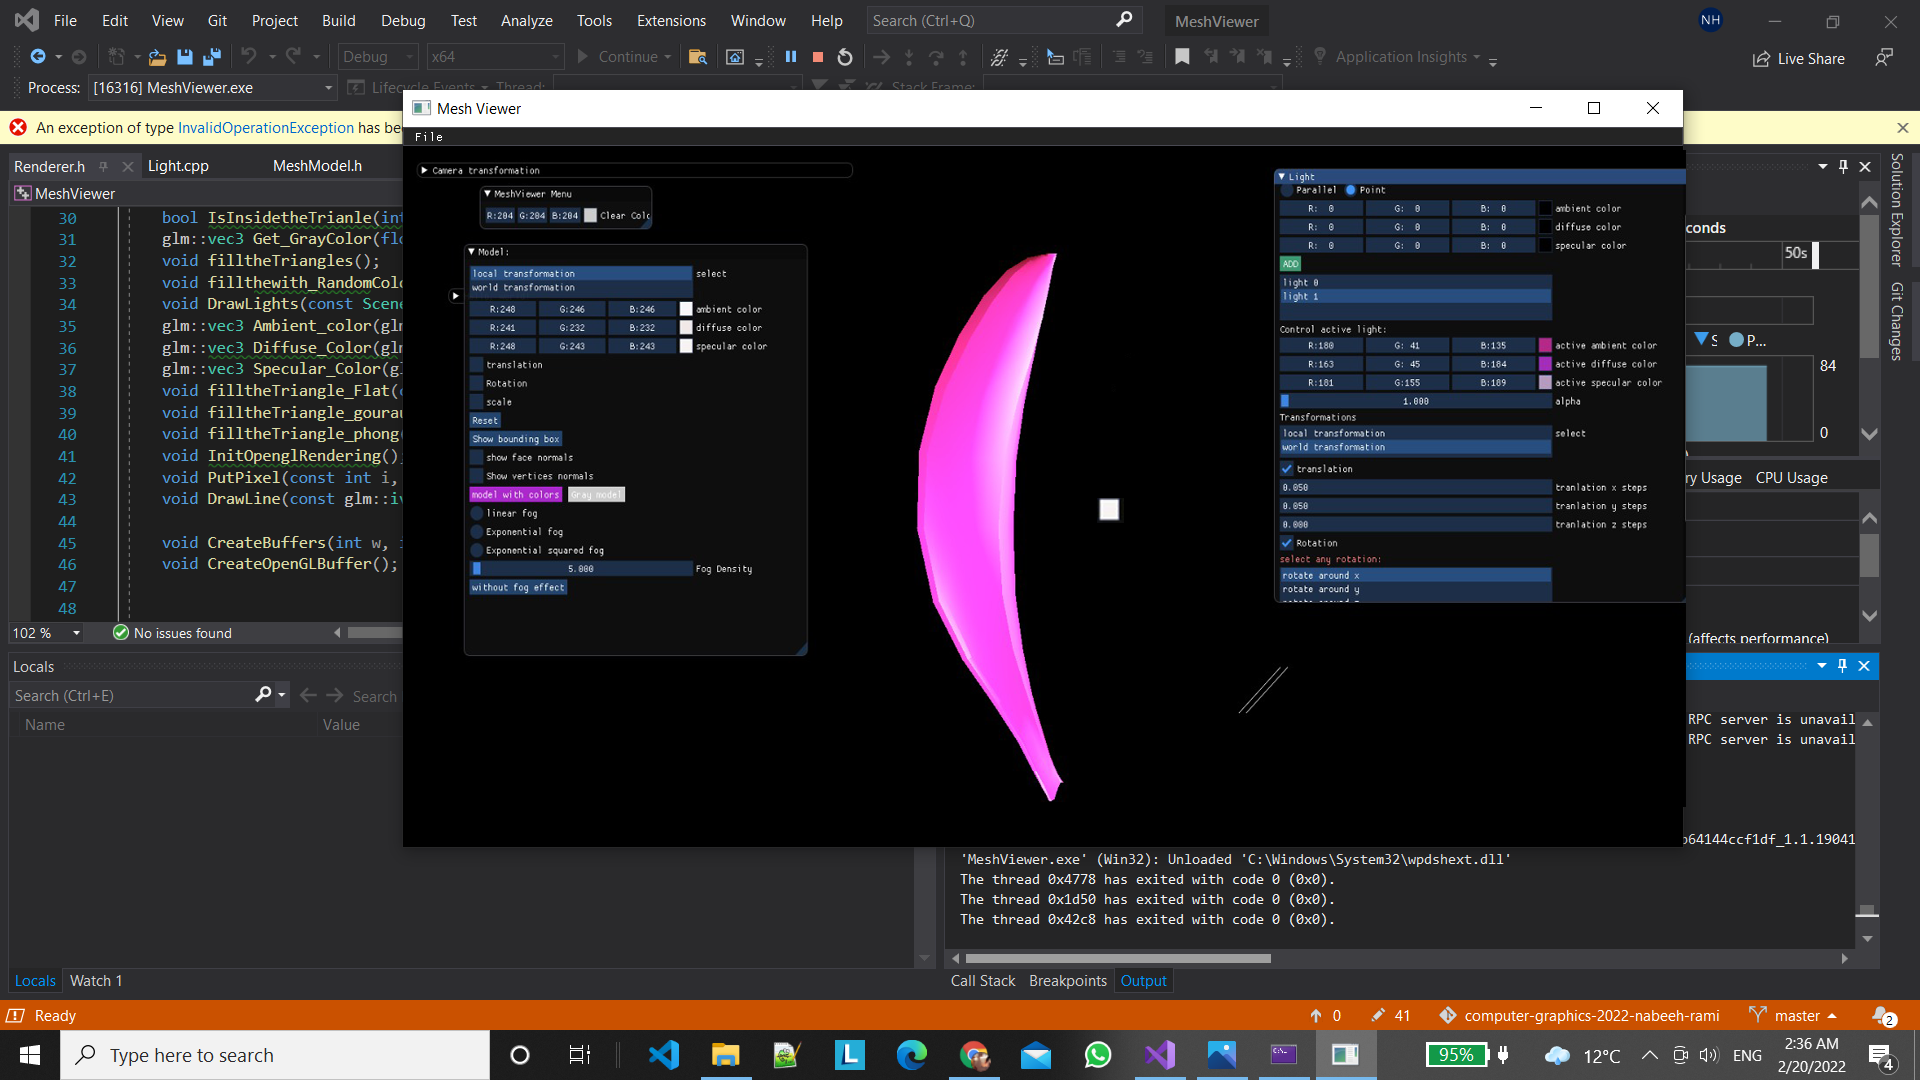 File Edit View Git Project Build Debug Test Analyze Tools Extensions Window Help Search (Ctrl+Q) MeshViewer NH
Debug x64 Continue Application Insights Live Share
Process: [16316] MeshViewer.exe Lifecycle Events Thread: Stack Frame:
An exception of type InvalidOperationException has be
Mesh Viewer
File
Renderer.h Light.cpp MeshModel.h
MeshViewer
30 bool IsInsidetheTrianle(int
31 glm::vec3 Get_GrayColor(flo
32 void filltheTriangles();
33 void fillthewith_RandomColo
34 void DrawLights(const Scene
35 glm::vec3 Ambient_color(glm
36 glm::vec3 Diffuse_Color(glm
37 glm::vec3 Specular_Color(gl
38 void filltheTriangle_Flat(
39 void filltheTriangle_gourau
40 void filltheTriangle_phong(
41 void InitOpenglRendering();
42 void PutPixel(const int i,
43 void DrawLine(const glm::iv
44
45 void CreateBuffers(int w,
46 void CreateOpenGLBuffer();
47
48
102 % No issues found
Camera transformation
MeshViewer Menu
R:204 G:204 B:204 Clear Colo
Model:
local transformation select
world transformation
R:248 G:246 B:246 ambient color
R:241 G:232 B:232 diffuse color
R:248 G:243 B:243 specular color
translation
Rotation
scale
Reset
Show bounding box
show face normals
Show vertices normals
model with colors Gray model
linear fog
Exponential fog
Exponential squared fog
5.000 Fog Density
without fog effect
Light
Parallel Point
R: 0 G: 0 B: 0 ambient color
R: 0 G: 0 B: 0 diffuse color
R: 0 G: 0 B: 0 specular color
ADD
light 0
light 1
Control active light:
R:180 G: 41 B:135 active ambient color
R:163 G: 45 B:184 active diffuse color
R:181 G:155 B:189 active specular color
1.000 alpha
Transformations
local transformation select
world transformation
translation
0.050 tranlation x steps
0.050 tranlation y steps
0.000 tranlation z steps
Rotation
select any rotation:
rotate around x
rotate around y
conds
50s
S P...
84
0
ry Usage CPU Usage
(affects performance)
Solution Explorer
Git Changes
Locals
Search (Ctrl+E) Search
Name Value
Locals Watch 1
RPC server is unavail
RPC server is unavail
b64144ccf1df_1.1.19041
'MeshViewer.exe' (Win32): Unloaded 'C:\Windows\System32\wpdshext.dll'
The thread 0x4778 has exited with code 0 (0x0).
The thread 0x1d50 has exited with code 0 (0x0).
The thread 0x42c8 has exited with code 0 (0x0).
Call Stack Breakpoints Output
Ready 0 41 computer-graphics-2022-nabeeh-rami master 2
Type here to search 95% 12°C ENG 2:36 AM
2/20/2022 4